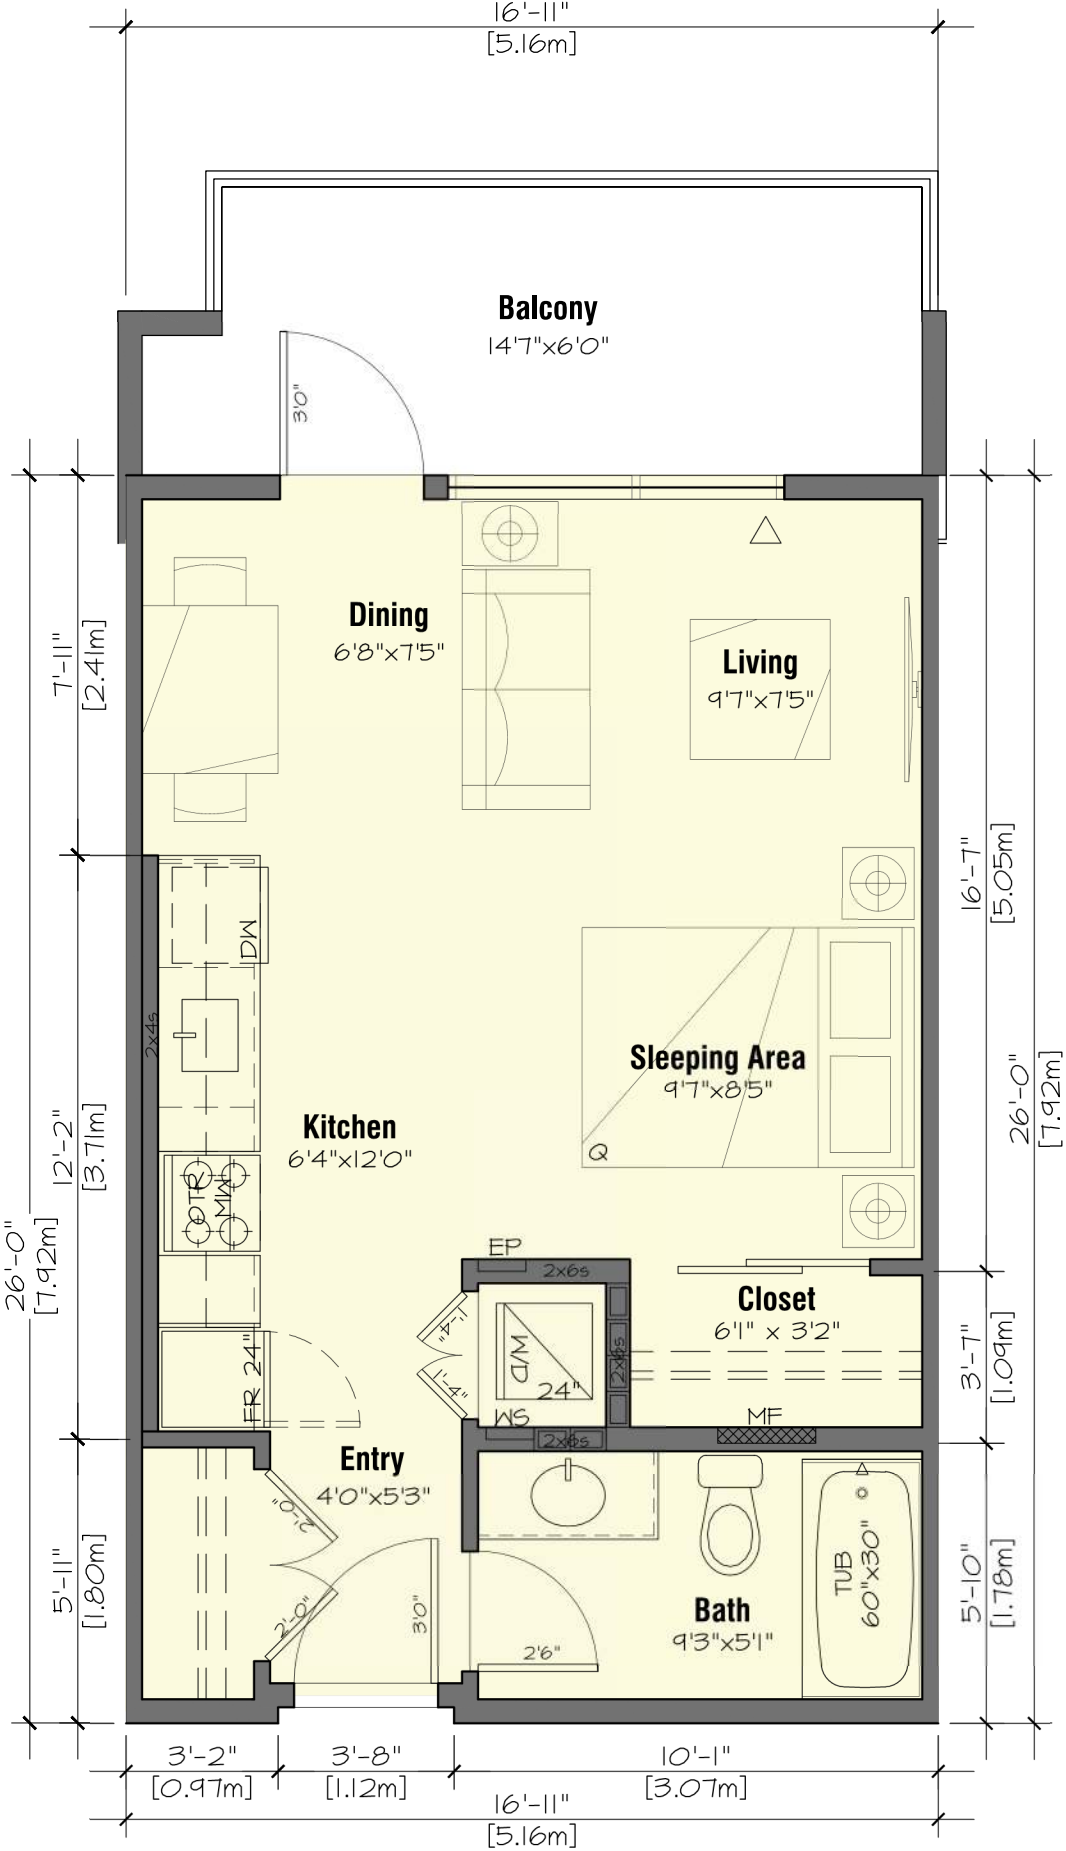 16'-11"
[5.16m]
Balcony
14'7"x6'0"
3'0"
Dining
6'8"x7'5"
Living
9'7"x7'5"
7'-11"
[2.41m]
16'-7"
[5.05m]
DW
2x4s
Sleeping Area
9'7"x8'5"
Q
26'-0"
[7.92m]
12'-2"
[3.71m]
Kitchen
6'4"x12'0"
OTR
MW
26'-0"
[7.92m]
EP
2x6s
Closet
6'1" x 3'2"
1'-4"
W/D
24"
2x6s
3'-7"
[1.09m]
FR 24"
1'-4"
WS
2x6s
MF
Entry
4'0"x5'3"
2'-0"
TUB
60"x30"
5'-11"
[1.80m]
5'-10"
[1.78m]
2'-0"
3'0"
Bath
9'3"x5'1"
2'6"
3'-2"
[0.97m]
3'-8"
[1.12m]
10'-1"
[3.07m]
16'-11"
[5.16m]